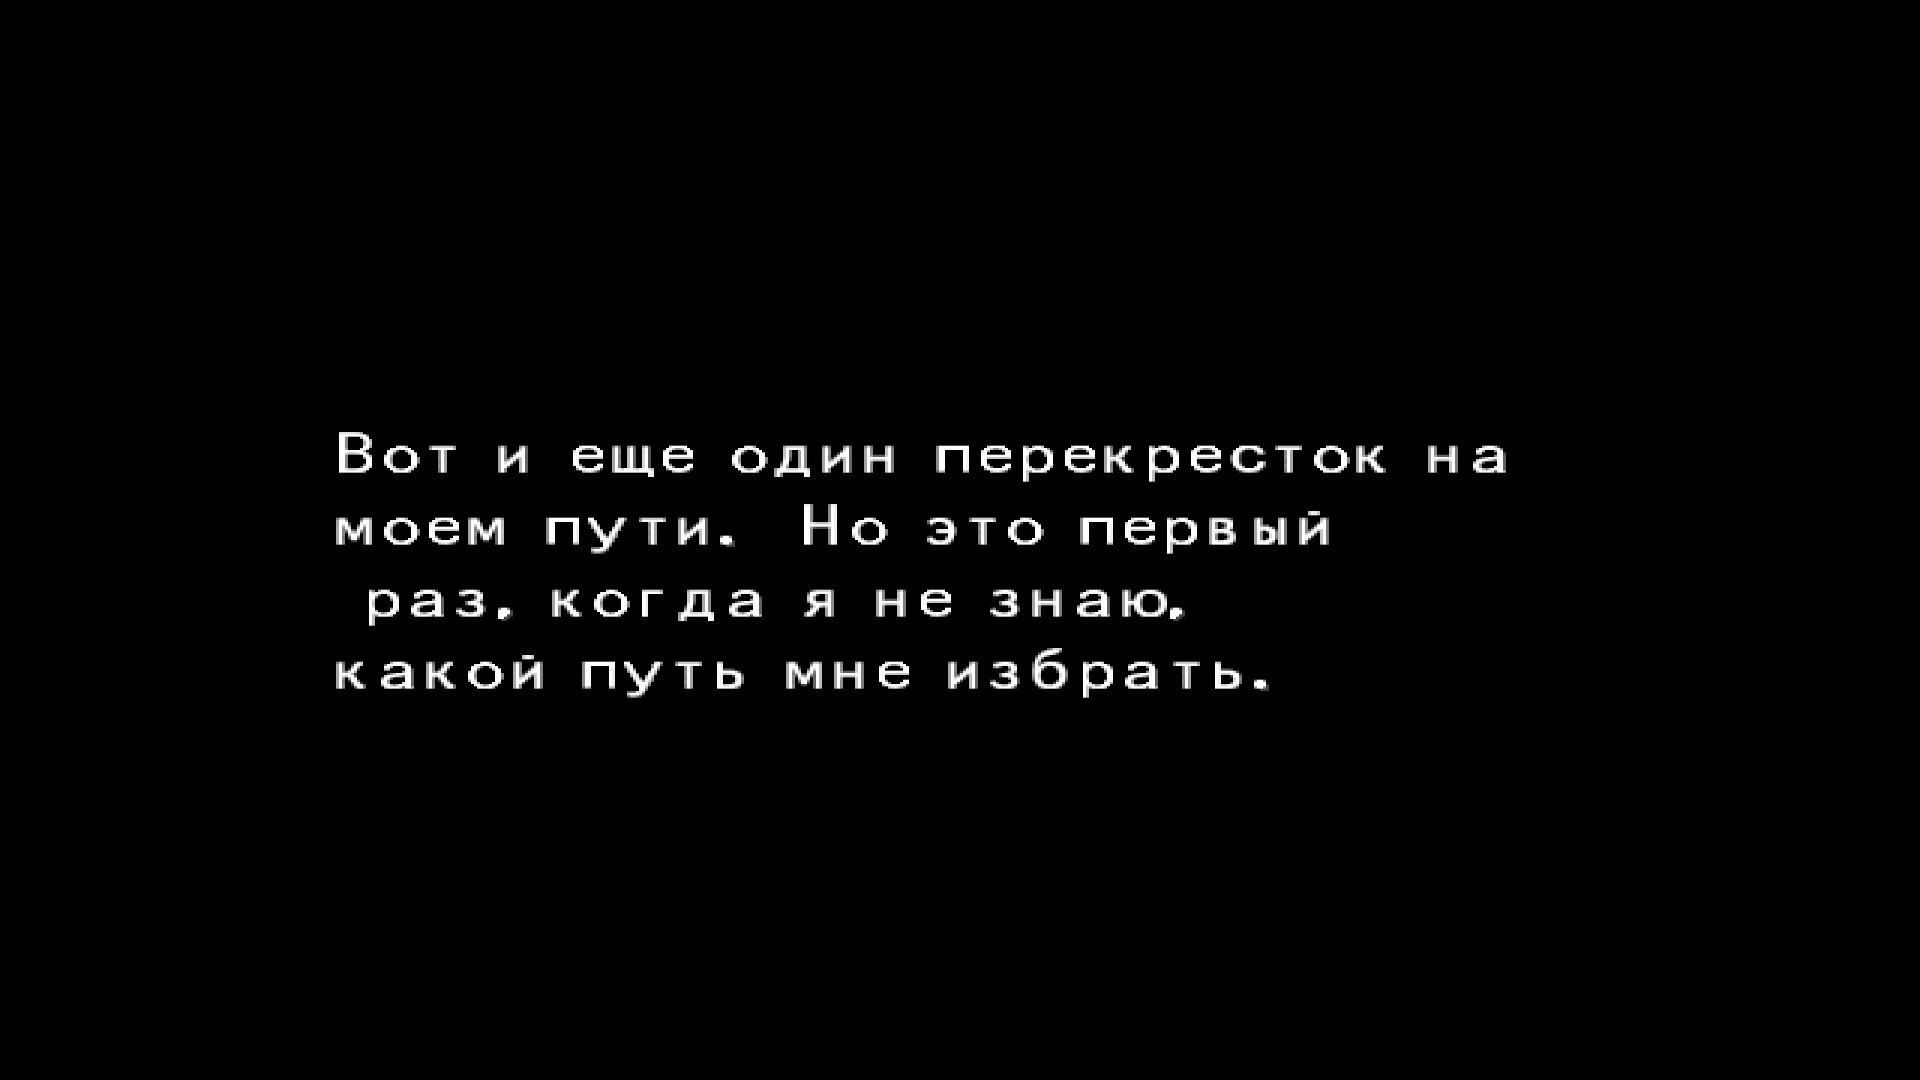 Вот и еще один перекресток на
моем пути. Но это первый
раз, когда я не знаю,
какой путь мне избрать.